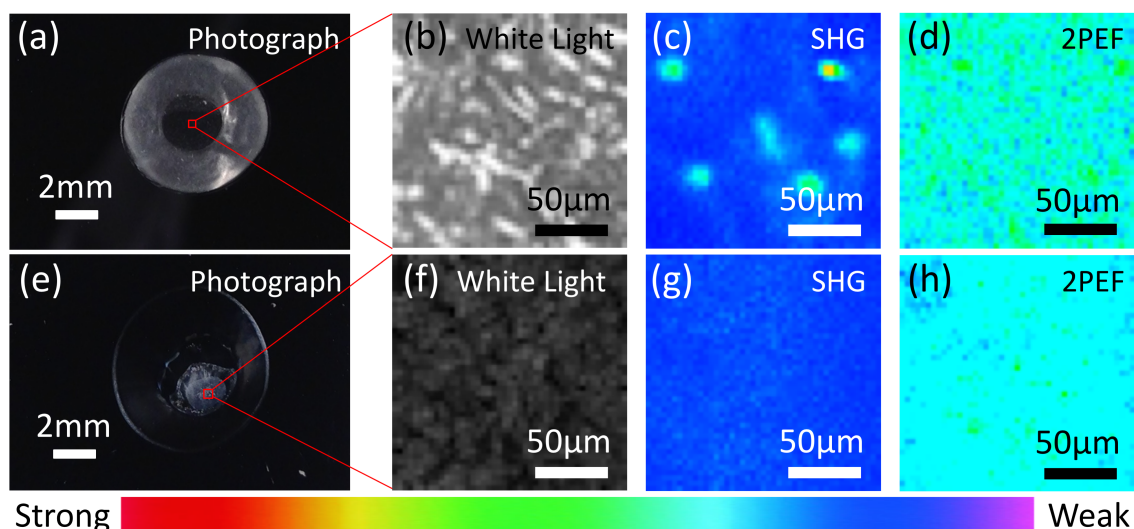 (a) Photograph
2mm
(b) White Light
50μm
(c) SHG
50μm
(d) 2PEF
50μm
(e) Photograph
2mm
(f) White Light
50μm
(g) SHG
50μm
(h) 2PEF
50μm
Strong Weak